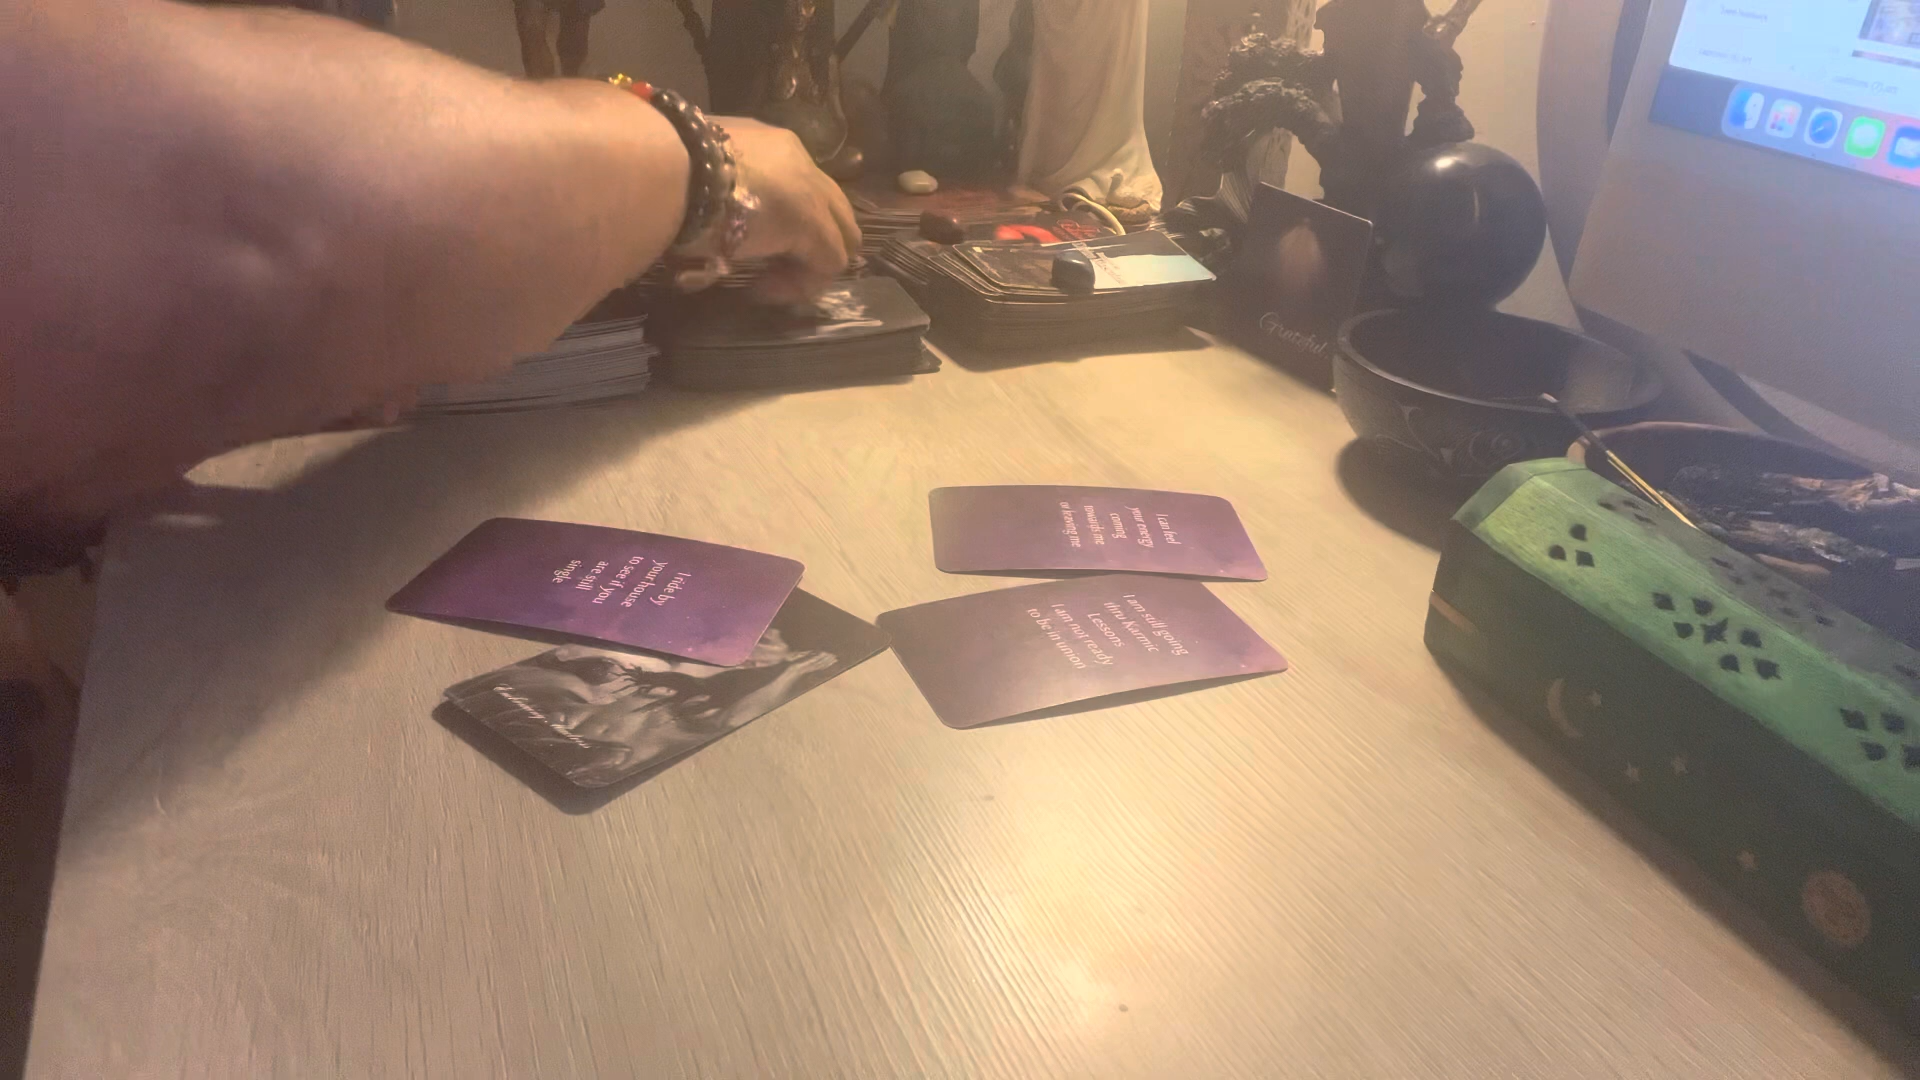 I ride by
your house
to see if you
are still
single
I can feel
your energy
coming
towards me
or leaving me
I am still going
thru Karmic
Lessons
I am not ready
to be in union
Graceful.